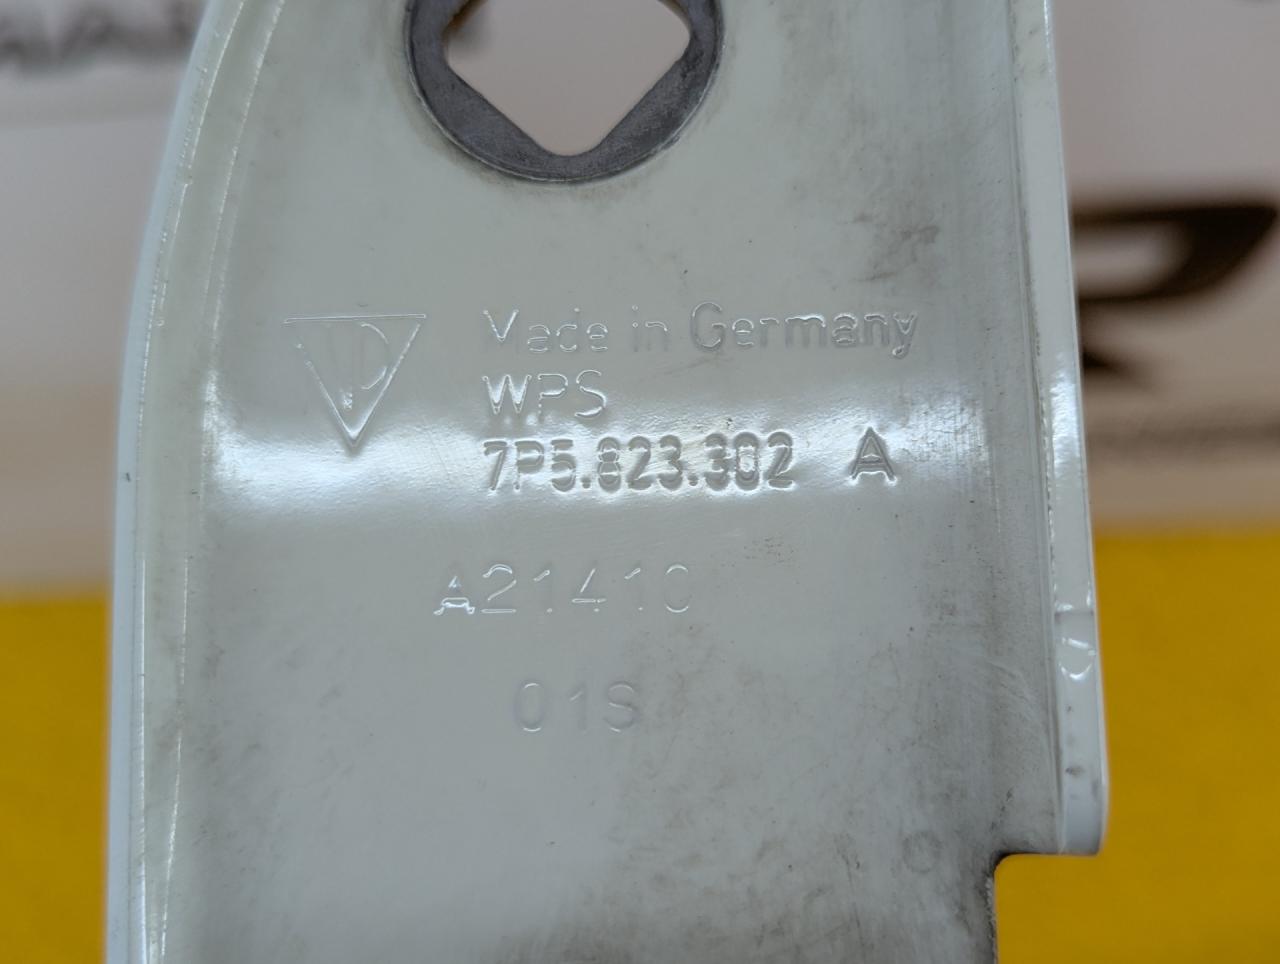 Made in Germany
WPS
7P5.823.302 A
A21410
01S